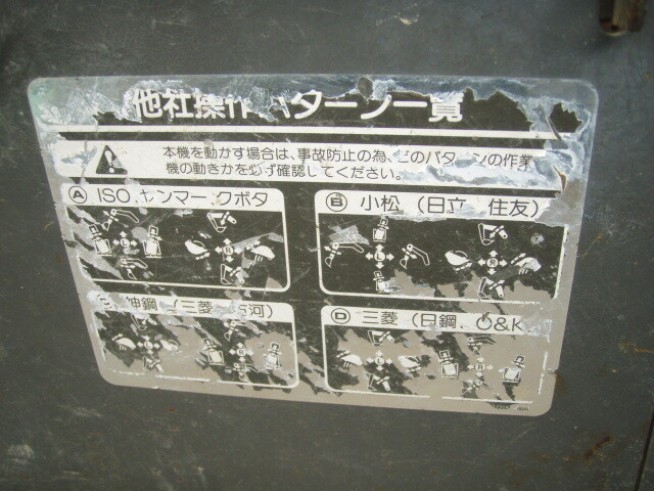 他社操作パターン一覧
本機を動かす場合は、事故防止の為、このパターンの作業
機の動きかを必ず確認してください。
A ISO.ヤンマー.クボタ
B 小松 (日立.住友)
神鋼 (三菱 河)
D 三菱 (日鋼.O&K